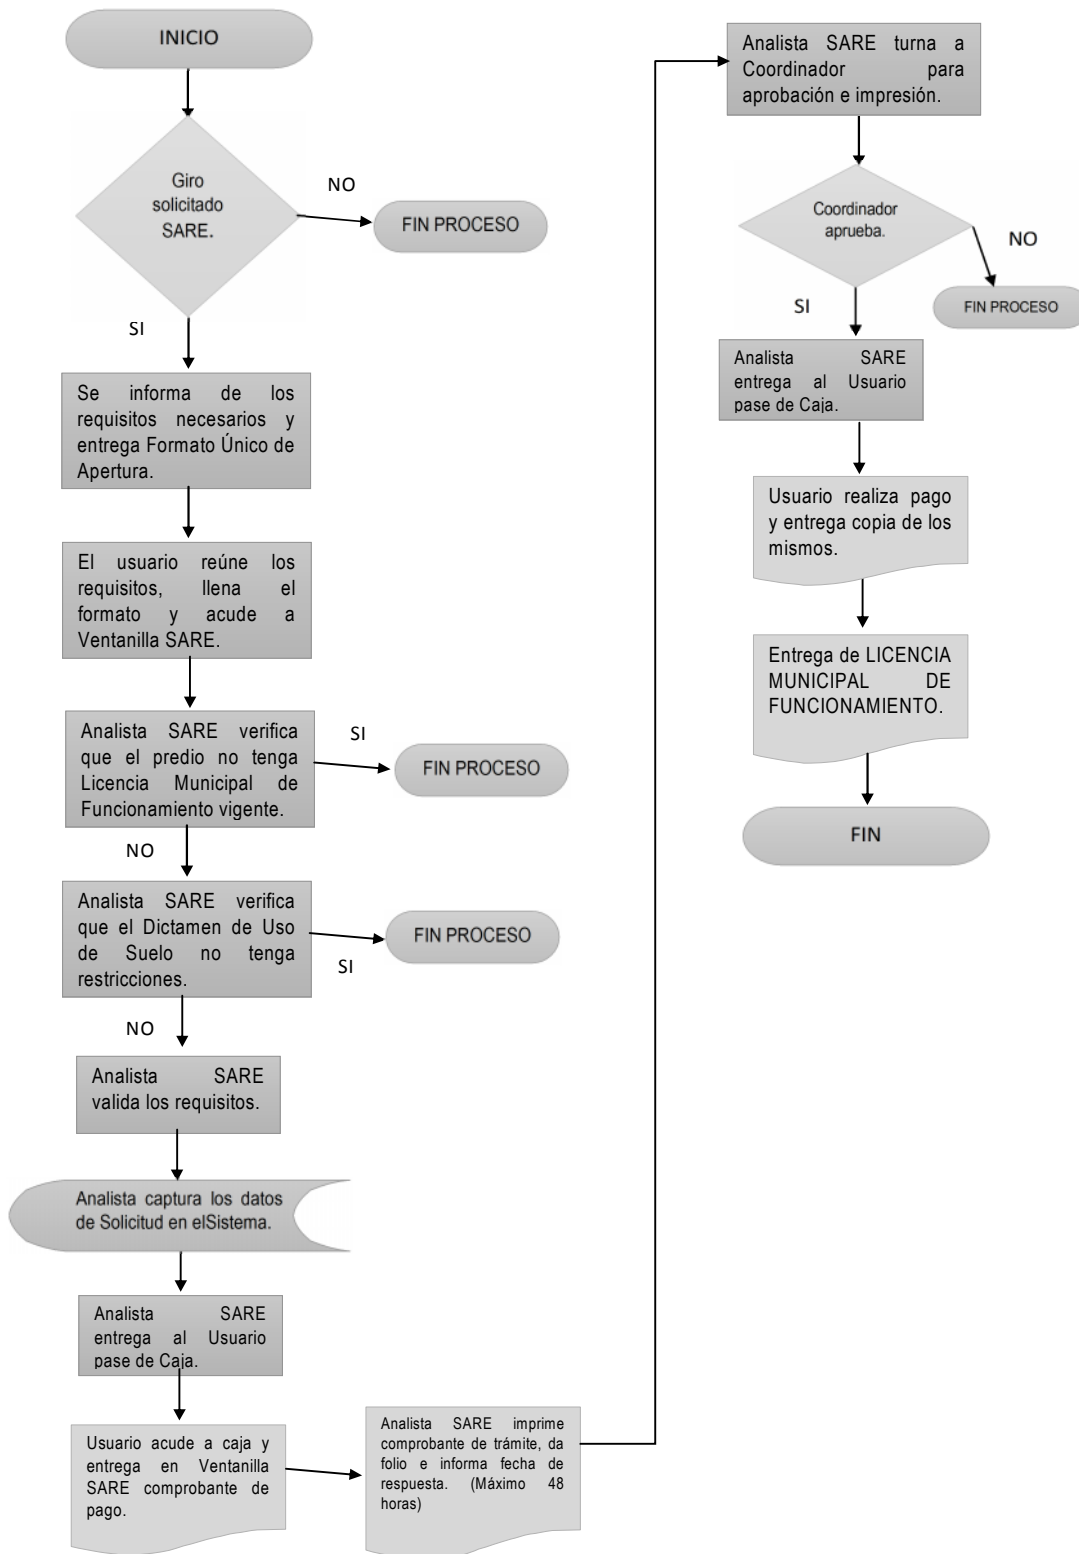 INICIO
Giro
solicitado
SARE.
NO
FIN PROCESO
SI
Se informa de los
requisitos necesarios y
entrega Formato Único de
Apertura.
El usuario reúne los
requisitos, llena el
formato y acude a
Ventanilla SARE.
Analista SARE verifica
que el predio no tenga
Licencia Municipal de
Funcionamiento vigente.
SI
FIN PROCESO
NO
Analista SARE verifica
que el Dictamen de Uso
de Suelo no tenga
restricciones.
FIN PROCESO
SI
NO
Analista SARE
valida los requisitos.
Analista captura los datos
de Solicitud en elSistema.
Analista SARE
entrega al Usuario
pase de Caja.
Usuario acude a caja y
entrega en Ventanilla
SARE comprobante de
pago.
Analista SARE imprime
comprobante de trámite, da
folio e informa fecha de
respuesta. (Máximo 48
horas)
Analista SARE turna a
Coordinador para
aprobación e impresión.
Coordinador
aprueba.
NO
FIN PROCESO
SI
Analista SARE
entrega al Usuario
pase de Caja.
Usuario realiza pago
y entrega copia de los
mismos.
Entrega de LICENCIA
MUNICIPAL DE
FUNCIONAMIENTO.
FIN